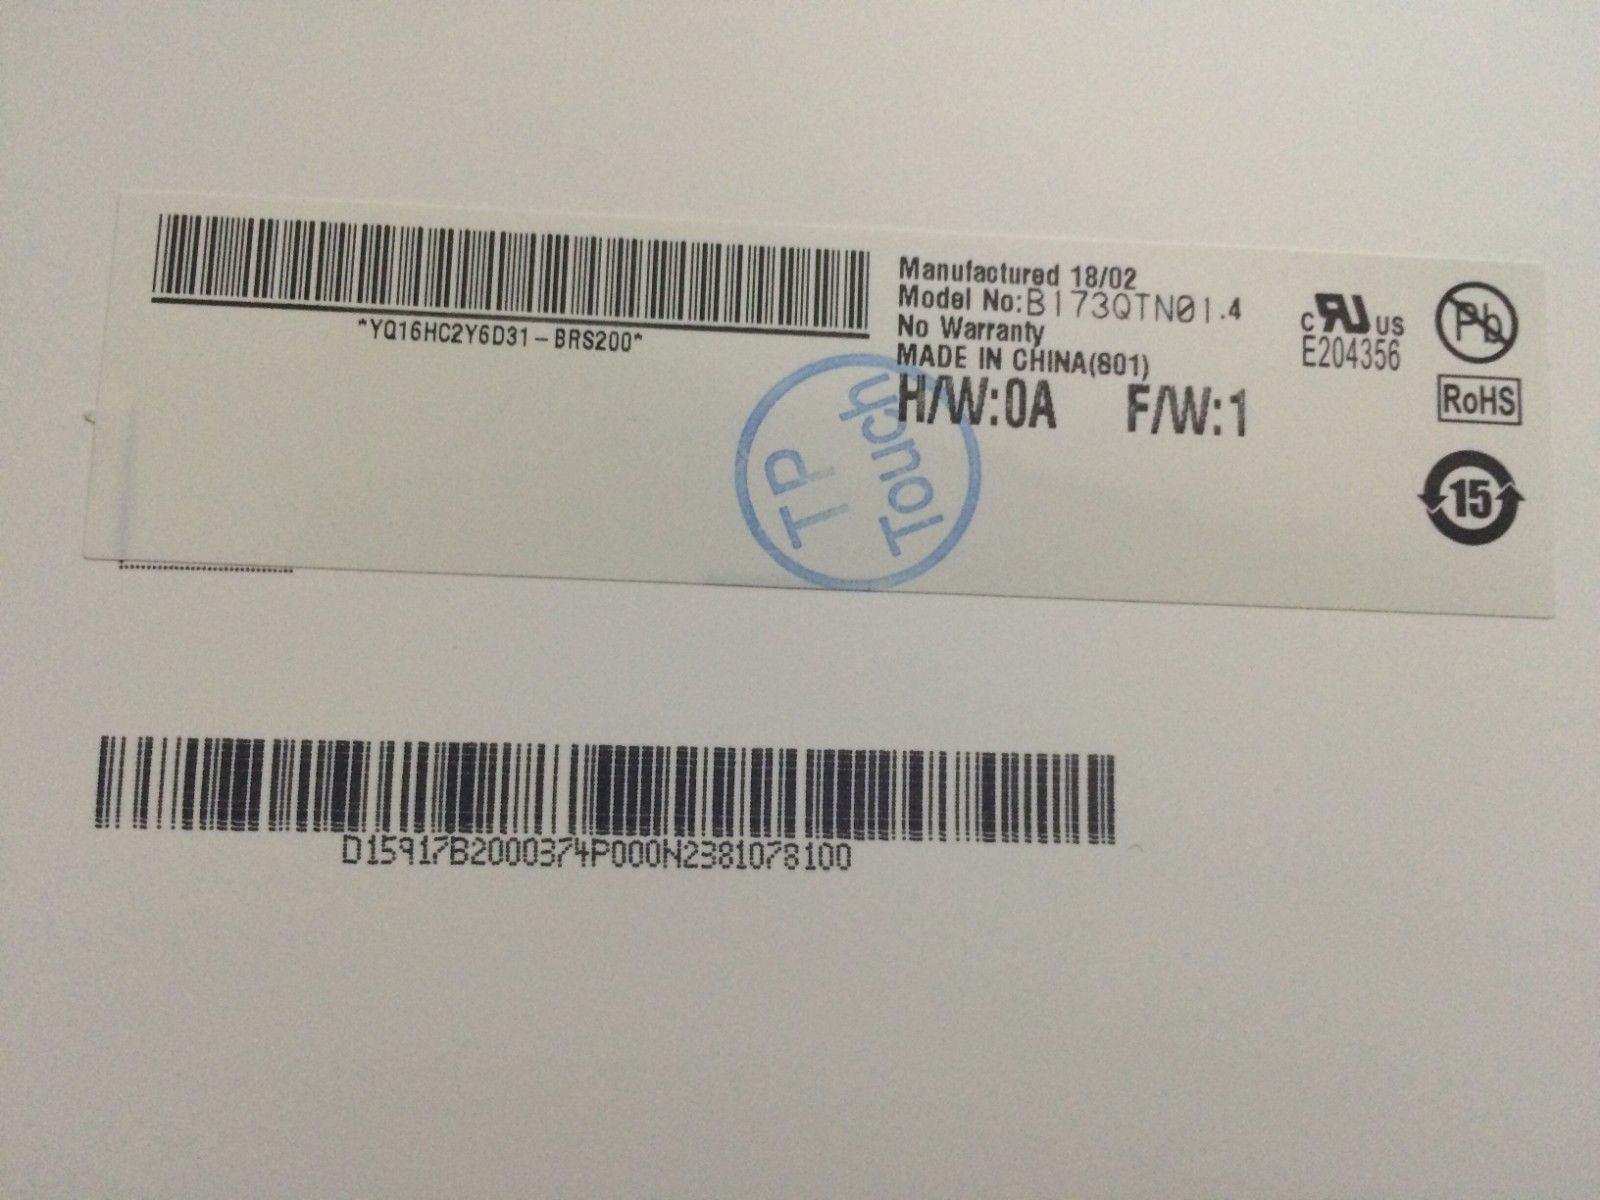 *YQ16HC2Y6D31-BRS200*
Manufactured 18/02
Model No:B173QTN01.4
No Warranty
MADE IN CHINA(801)
H/W:0A F/W:1
c RU US
E204356
Pb
RoHS
15
TP
Touch
D15917B2000374P000N2381078100